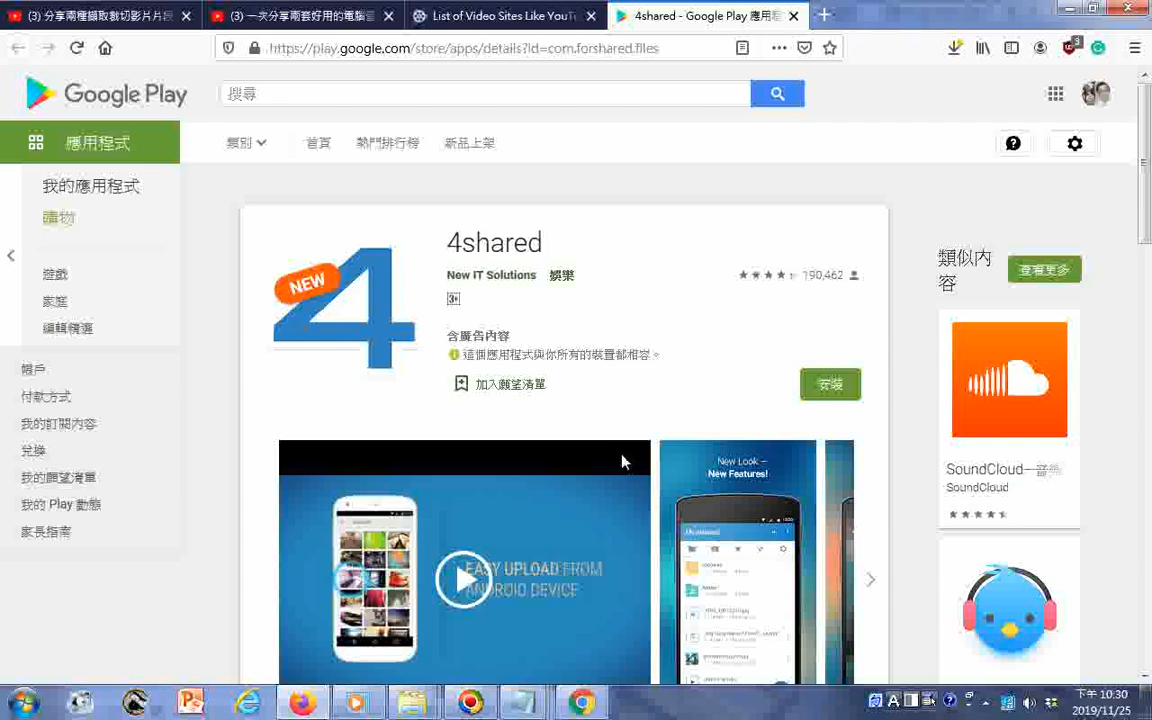 (3) 分享兩種擷取裁切影片片段
(3) 一次分享兩套好用的電腦
List of Video Sites Like YouTu
4shared - Google Play 應用程
https://play.google.com/store/apps/details?id=com.forshared.files
3
Google Play
搜尋
應用程式
類別
首頁
熱門排行榜
新品上架
我的應用程式
購物
遊戲
家庭
編輯精選
帳戶
付款方式
我的訂閱內容
兌換
我的願望清單
我的 Play 動態
家長指南
NEW
4
4shared
New IT Solutions 娛樂
190,462
3+
含廣告內容
這個應用程式與你所有的裝置都相容。
加入願望清單
安裝
EASY UPLOAD FROM
ANDROID DEVICE
New Look –
New Features!
類似內
容
查看更多
SoundCloud－音樂
SoundCloud
下午 10:30
2019/11/25